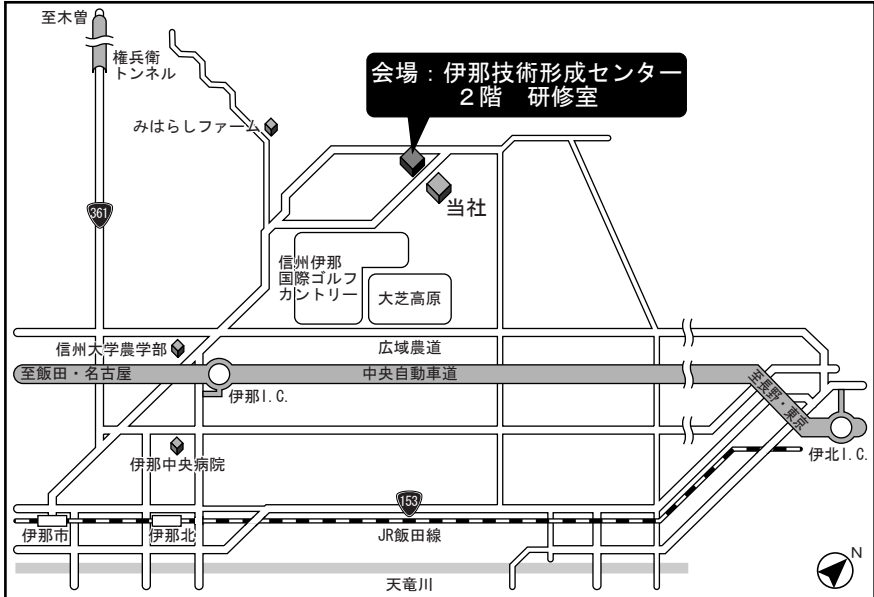 至木曽
権兵衛
トンネル
会場：伊那技術形成センター
２階　研修室
みはらしファーム
361
当社
信州伊那
国際ゴルフ
カントリー
大芝高原
信州大学農学部
広域農道
至飯田・名古屋
中央自動車道
至長野・東京
伊那I.C.
伊北I.C.
伊那中央病院
153
伊那市
伊那北
JR飯田線
天竜川
N